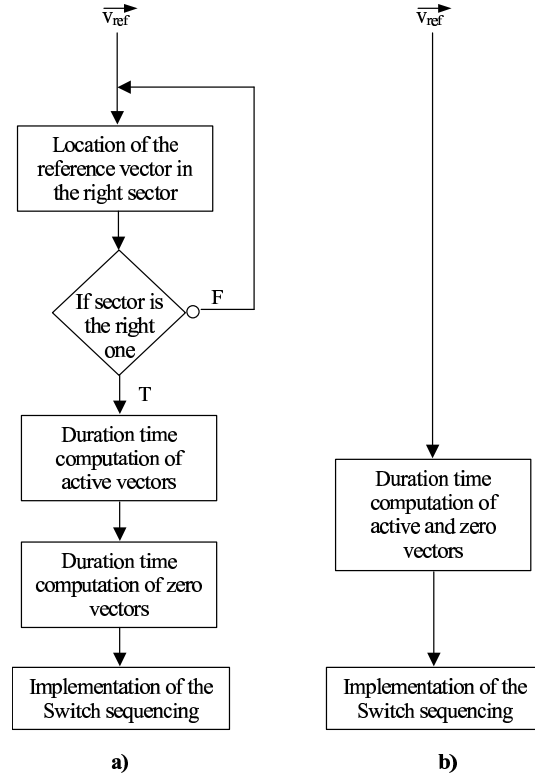 v_ref
Location of the
reference vector in
the right sector
If sector is
the right
one
F
T
Duration time
computation of
active vectors
Duration time
computation of zero
vectors
Implementation of the
Switch sequencing
a)
v_ref
Duration time
computation of
active and zero
vectors
Implementation of the
Switch sequencing
b)